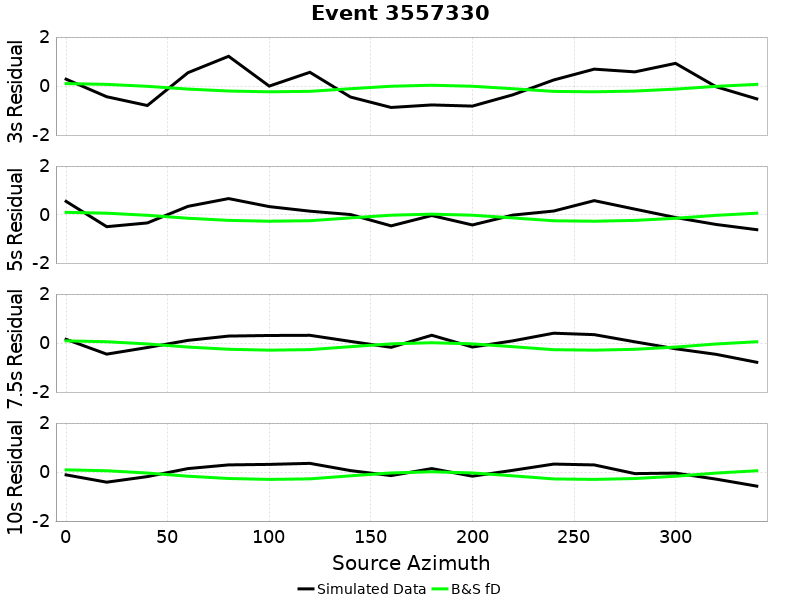 Event 3557330
3s Residual
2
0
-2
5s Residual
2
0
-2
7.5s Residual
2
0
-2
10s Residual
2
0
-2
0 50 100 150 200 250 300
Source Azimuth
Simulated Data B&S fD